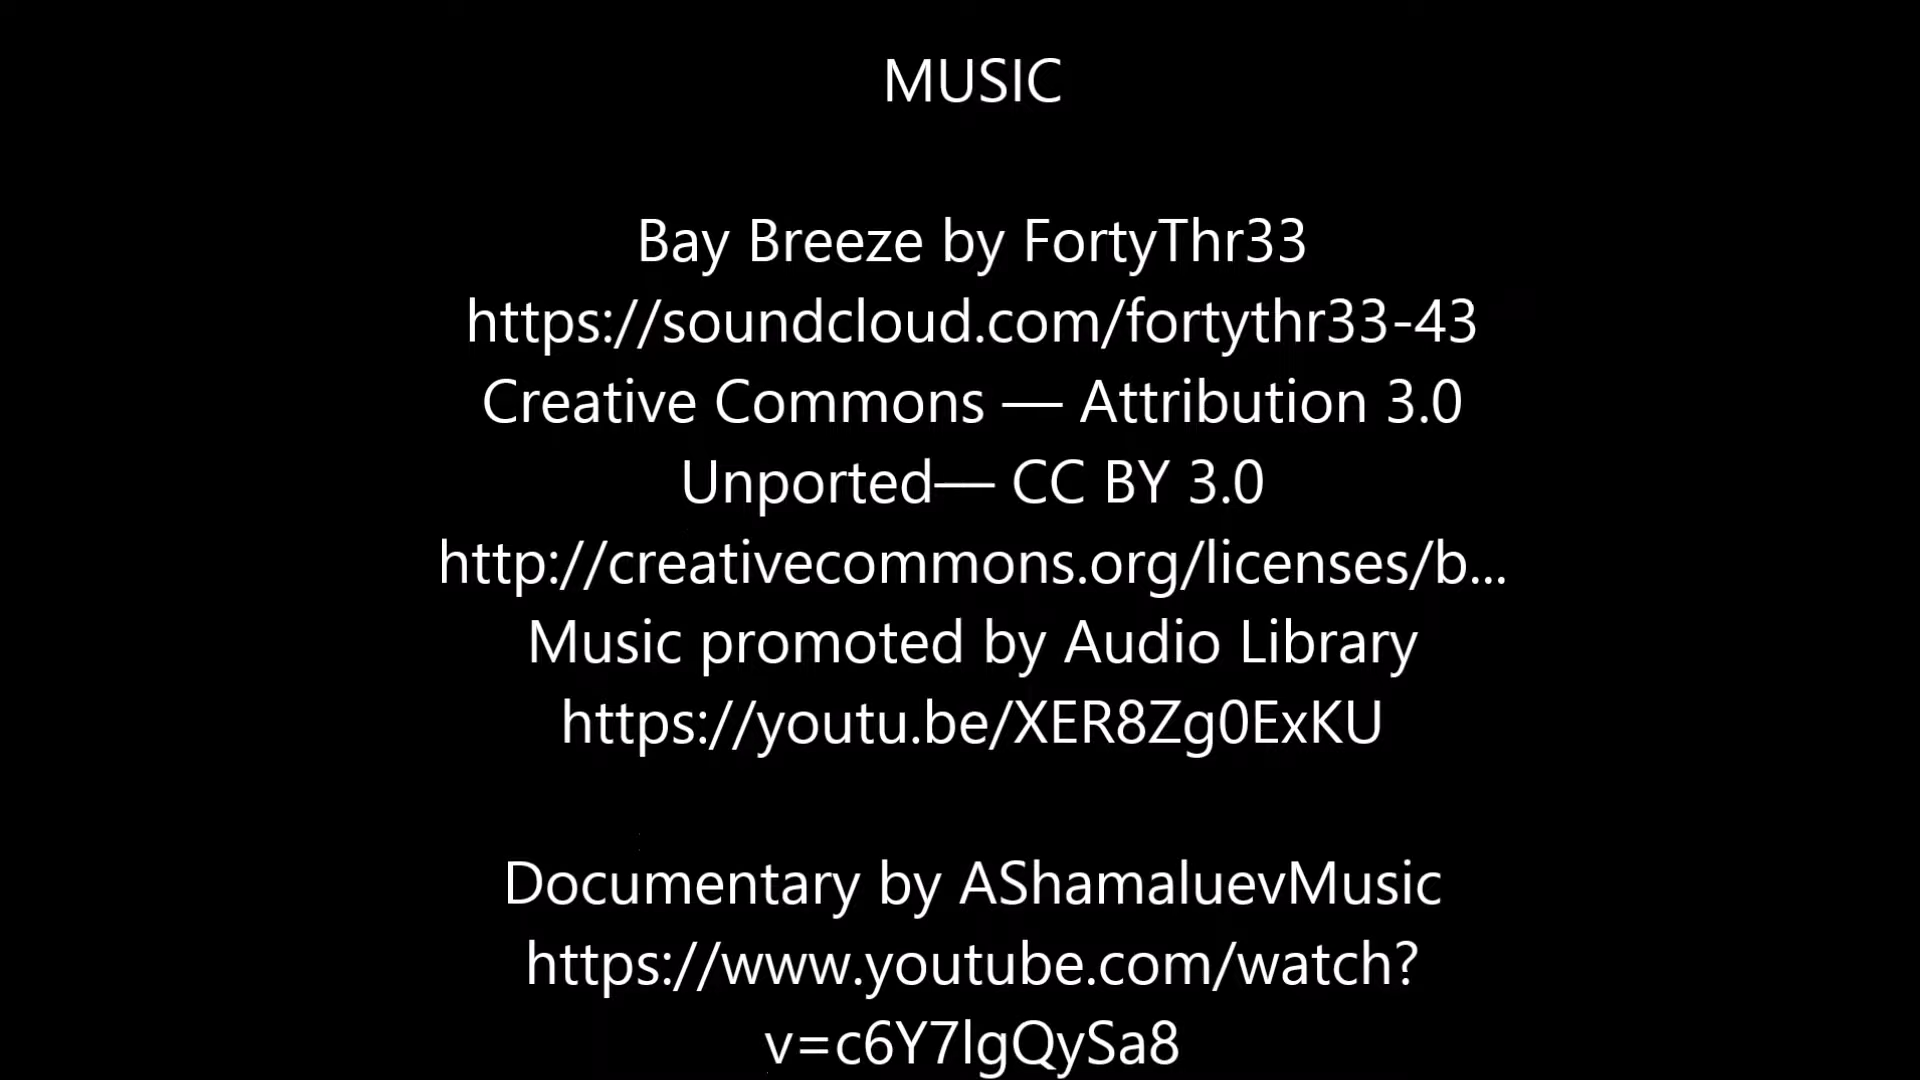 MUSIC
Bay Breeze by FortyThr33
https://soundcloud.com/fortythr33-43
Creative Commons — Attribution 3.0
Unported— CC BY 3.0
http://creativecommons.org/licenses/b...
Music promoted by Audio Library
https://youtu.be/XER8Zg0ExKU
Documentary by AShamaluevMusic
https://www.youtube.com/watch?
v=c6Y7lgQySa8